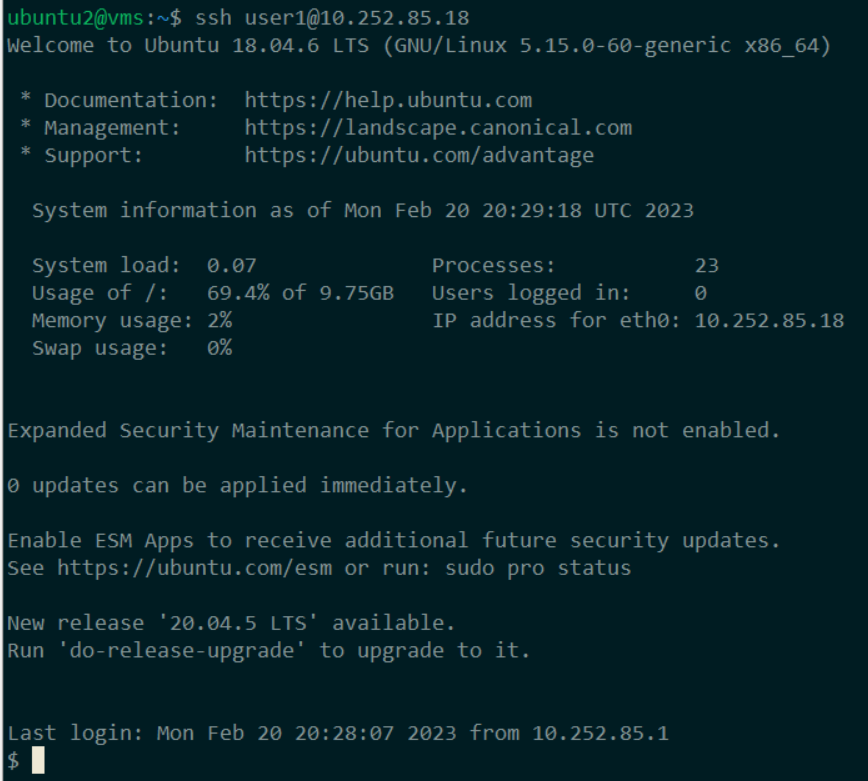 ubuntu2@vms:~$ ssh user1@10.252.85.18
Welcome to Ubuntu 18.04.6 LTS (GNU/Linux 5.15.0-60-generic x86_64)
* Documentation: https://help.ubuntu.com
* Management: https://landscape.canonical.com
* Support: https://ubuntu.com/advantage
System information as of Mon Feb 20 20:29:18 UTC 2023
System load: 0.07 Processes: 23
Usage of /: 69.4% of 9.75GB Users logged in: 0
Memory usage: 2% IP address for eth0: 10.252.85.18
Swap usage: 0%
Expanded Security Maintenance for Applications is not enabled.
0 updates can be applied immediately.
Enable ESM Apps to receive additional future security updates.
See https://ubuntu.com/esm or run: sudo pro status
New release '20.04.5 LTS' available.
Run 'do-release-upgrade' to upgrade to it.
Last login: Mon Feb 20 20:28:07 2023 from 10.252.85.1
$